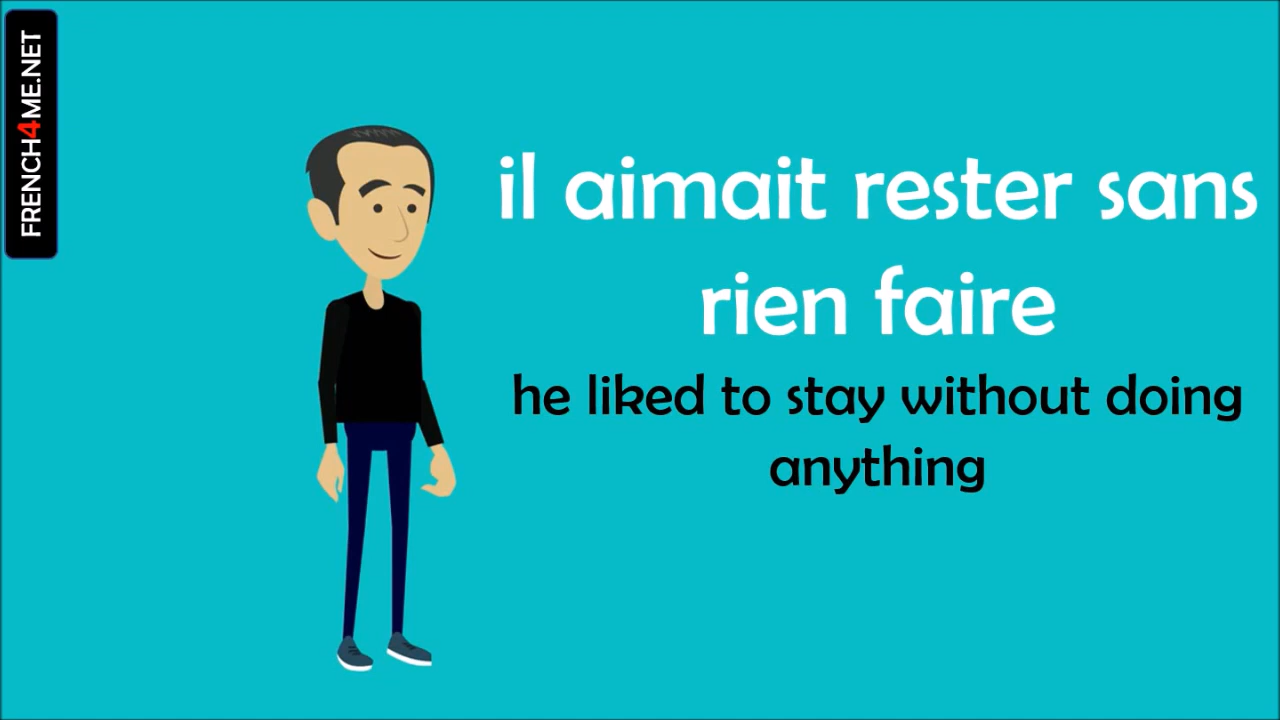 FRENCH4ME.NET
il aimait rester sans
rien faire
he liked to stay without doing
anything